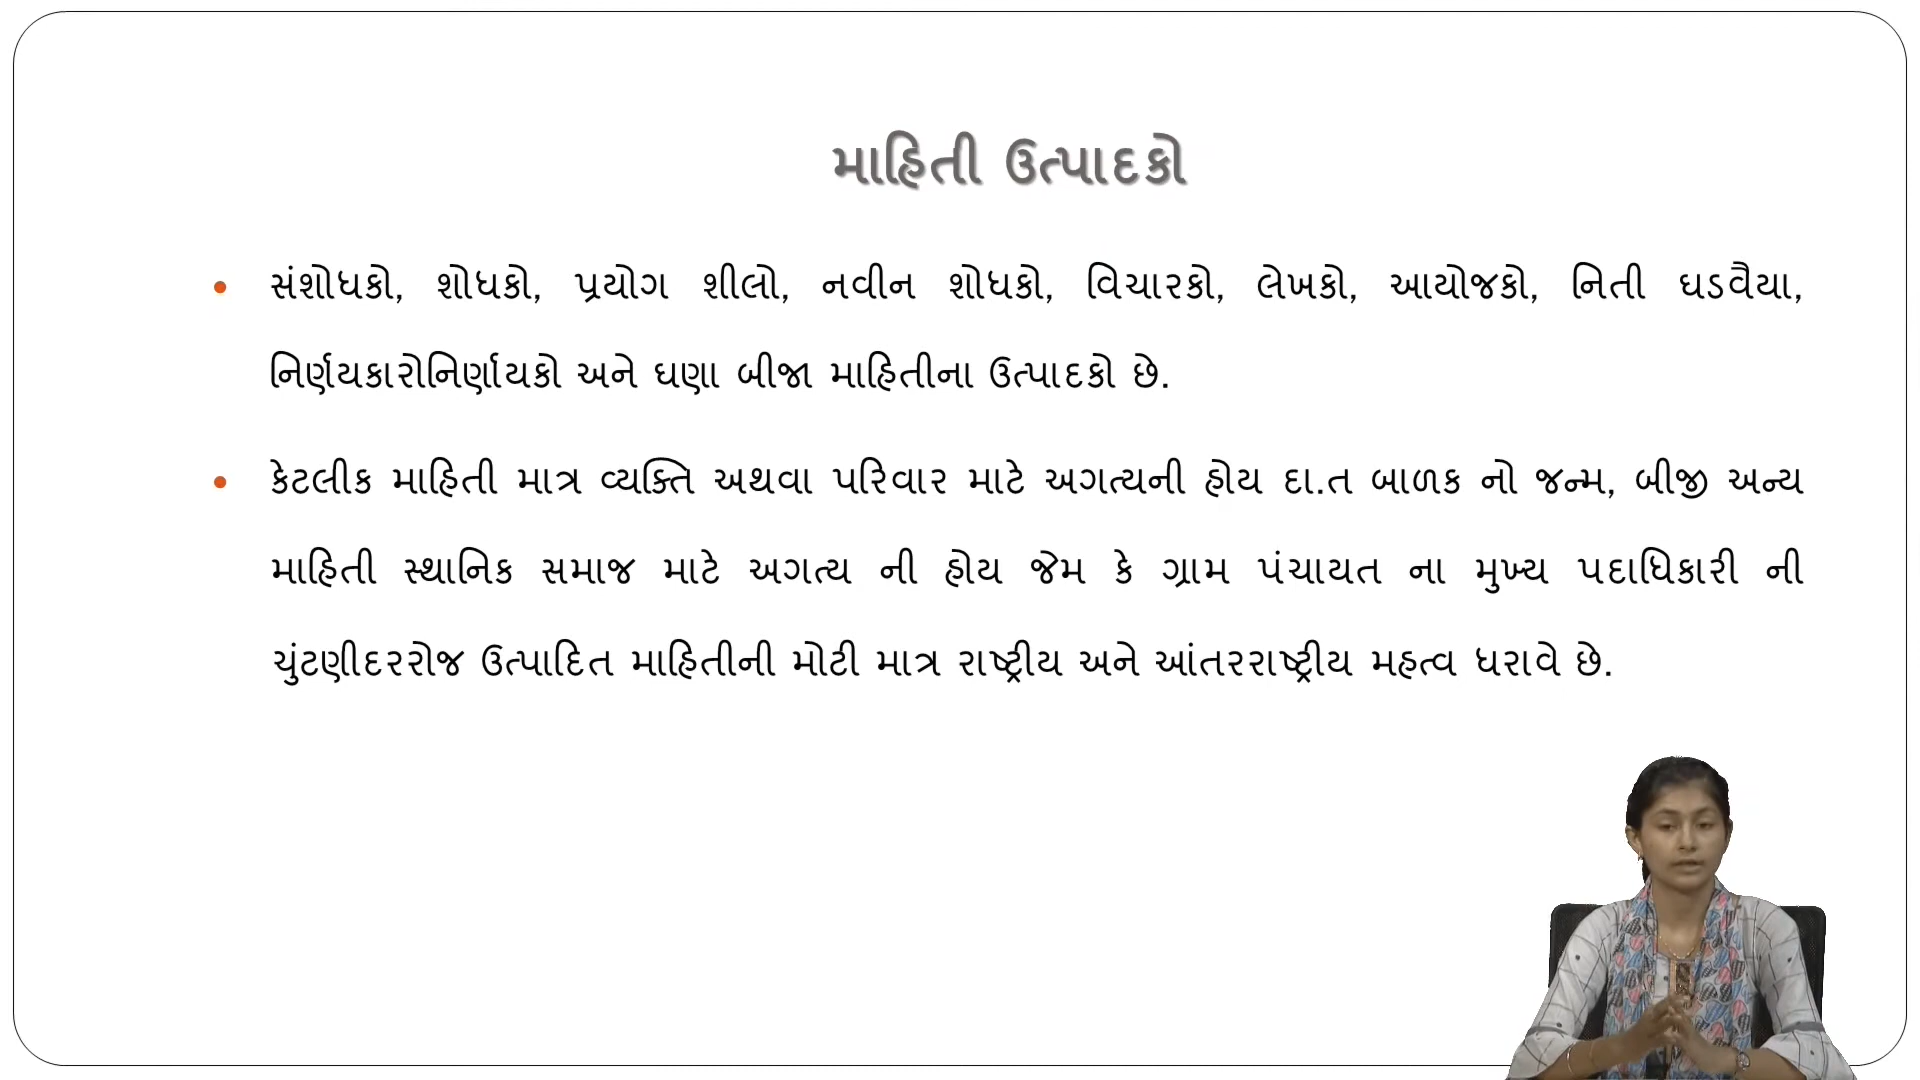 માહિતી ઉત્પાદકો
• સંશોધકો, શોધકો, પ્રયોગ શીલો, નવીન શોધકો, વિચારકો, લેખકો, આયોજકો, નિતી ઘડવૈયા,
નિર્ણયકારોનિર્ણાયકો અને ઘણા બીજા માહિતીના ઉત્પાદકો છે.
• કેટલીક માહિતી માત્ર વ્યક્તિ અથવા પરિવાર માટે અગત્યની હોય દા.ત બાળક નો જન્મ, બીજી અન્ય
માહિતી સ્થાનિક સમાજ માટે અગત્ય ની હોય જેમ કે ગ્રામ પંચાયત ના મુખ્ય પદાધિકારી ની
ચુંટણીદરરોજ ઉત્પાદિત માહિતીની મોટી માત્ર રાષ્ટ્રીય અને આંતરરાષ્ટ્રીય મહત્વ ધરાવે છે.